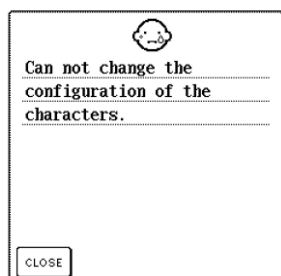 Can not change the
configuration of the
characters.
CLOSE